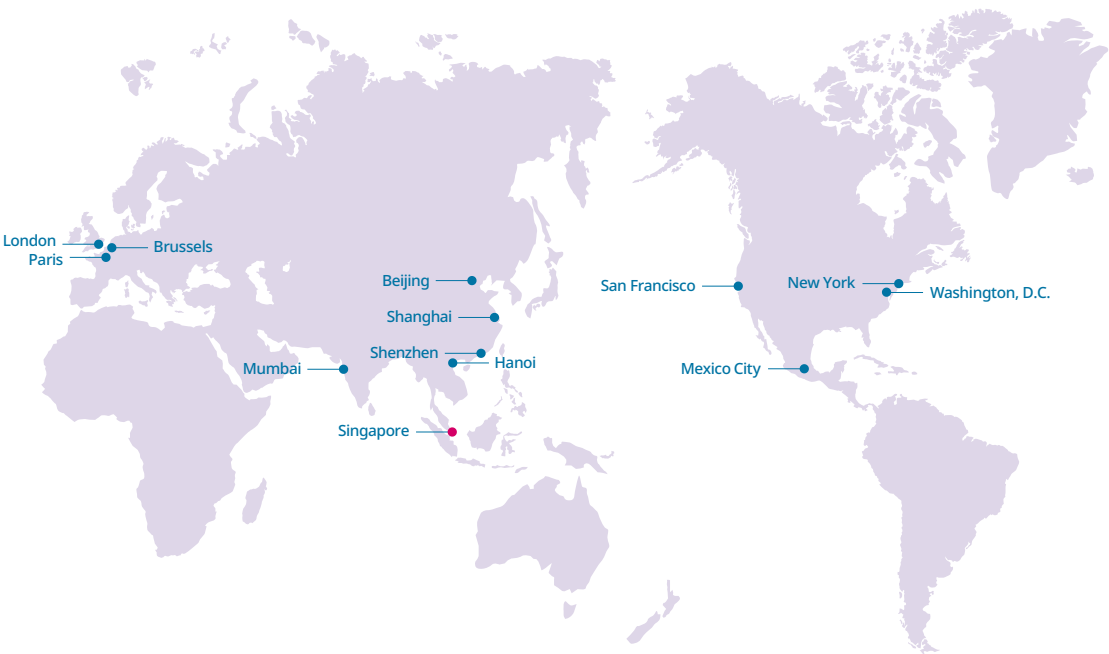 London
Paris
Brussels
Beijing
Shanghai
Shenzhen
Hanoi
Mumbai
Singapore
San Francisco
New York
Washington, D.C.
Mexico City